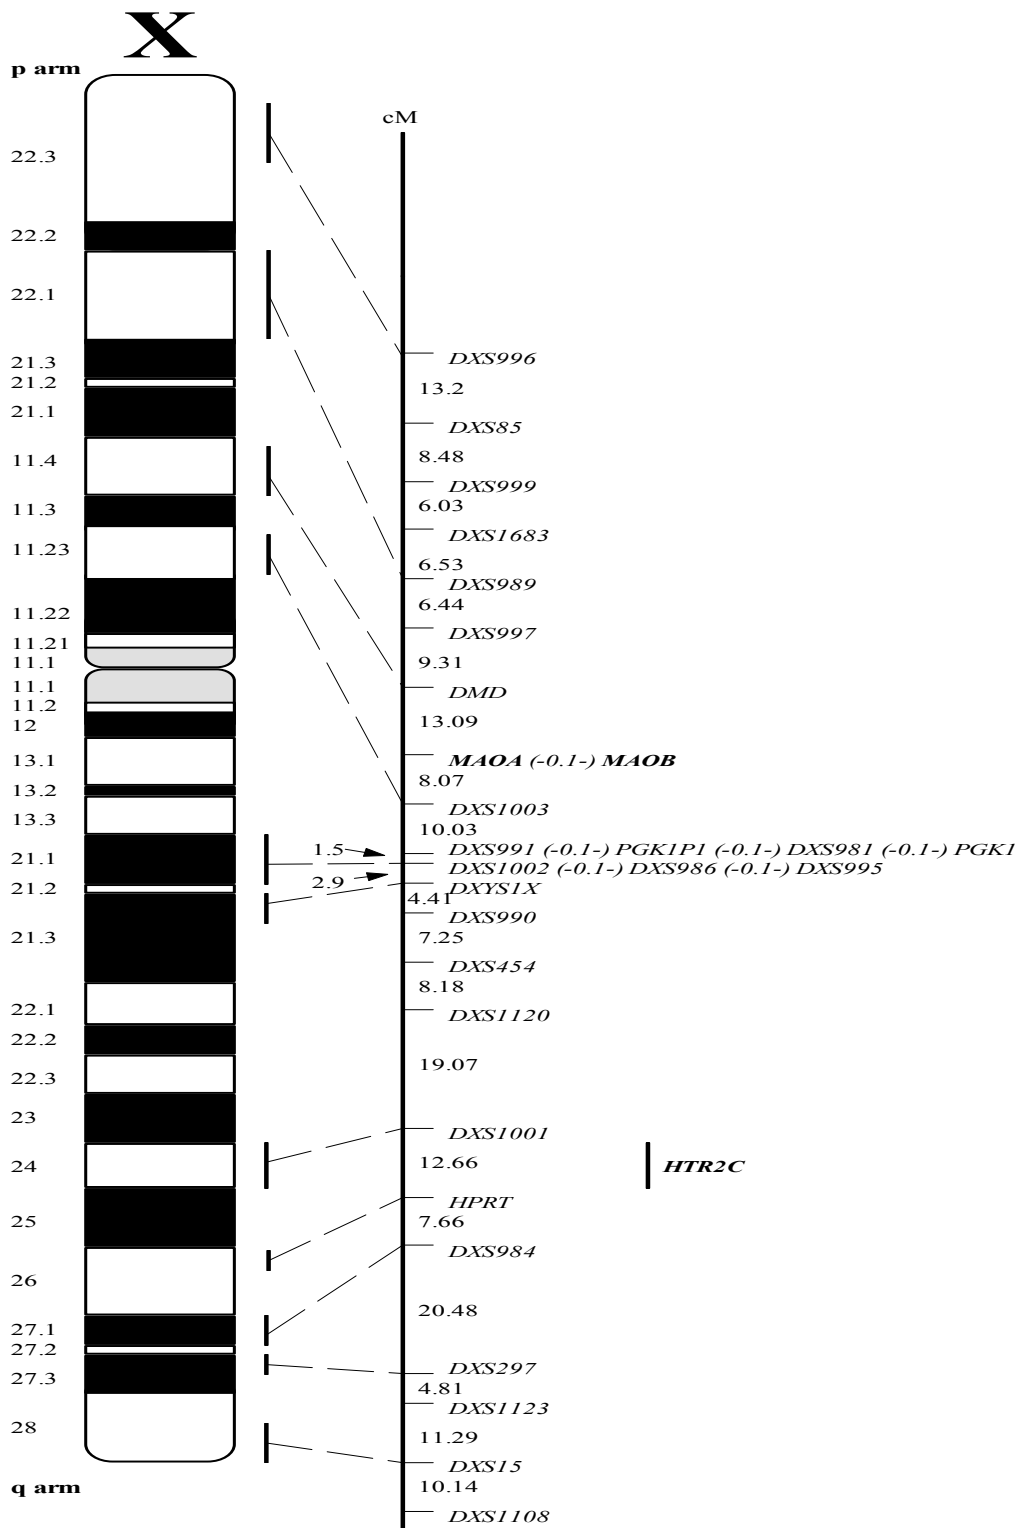 X
p arm
cM
22.3
22.2
22.1
21.3
21.2
21.1
11.4
11.3
11.23
11.22
11.21
11.1
11.1
11.2
12
13.1
13.2
13.3
21.1
21.2
21.3
22.1
22.2
22.3
23
24
25
26
27.1
27.2
27.3
28
q arm
DXS996
13.2
DXS85
8.48
DXS999
6.03
DXS1683
6.53
DXS989
6.44
DXS997
9.31
DMD
13.09
MAOA (-0.1-) MAOB
8.07
DXS1003
10.03
1.5
DXS991 (-0.1-) PGK1P1 (-0.1-) DXS981 (-0.1-) PGK1
DXS1002 (-0.1-) DXS986 (-0.1-) DXS995
2.9
DXYS1X
4.41
DXS990
7.25
DXS454
8.18
DXS1120
19.07
DXS1001
12.66
HTR2C
HPRT
7.66
DXS984
20.48
DXS297
4.81
DXS1123
11.29
DXS15
10.14
DXS1108